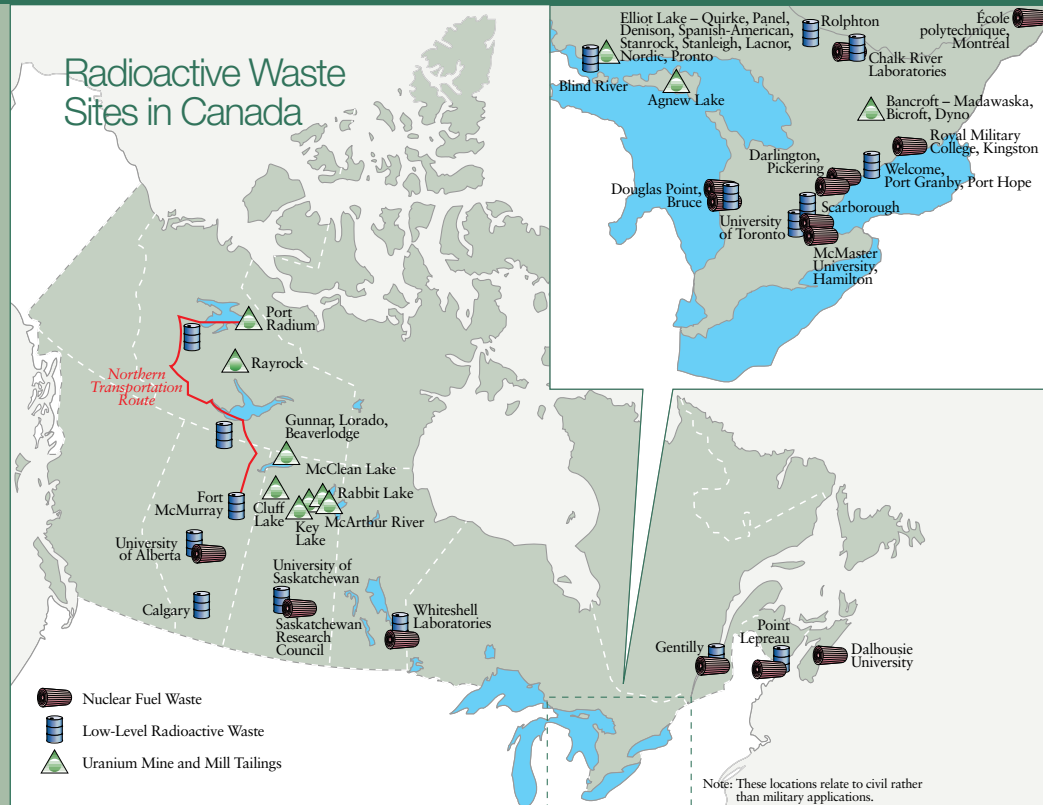 Radioactive Waste
Sites in Canada
Elliot Lake – Quirke, Panel,
Denison, Spanish-American,
Stanrock, Stanleigh, Lacnor,
Nordic, Pronto
Rolphton
École
polytechnique,
Montréal
Chalk River
Laboratories
Blind River
Agnew Lake
Bancroft – Madawaska,
Bicroft, Dyno
Royal Military
College, Kingston
Darlington,
Pickering
Welcome,
Port Granby, Port Hope
Douglas Point,
Bruce
Scarborough
University
of Toronto
McMaster
University,
Hamilton
Port
Radium
Rayrock
Northern
Transportation
Route
Gunnar, Lorado,
Beaverlodge
McClean Lake
Rabbit Lake
McArthur River
Fort
McMurray
Cluff
Lake
Key
Lake
University
of Alberta
University of
Saskatchewan
Calgary
Saskatchewan
Research
Council
Whiteshell
Laboratories
Gentilly
Point
Lepreau
Dalhousie
University
Nuclear Fuel Waste
Low-Level Radioactive Waste
Uranium Mine and Mill Tailings
Note: These locations relate to civil rather
than military applications.